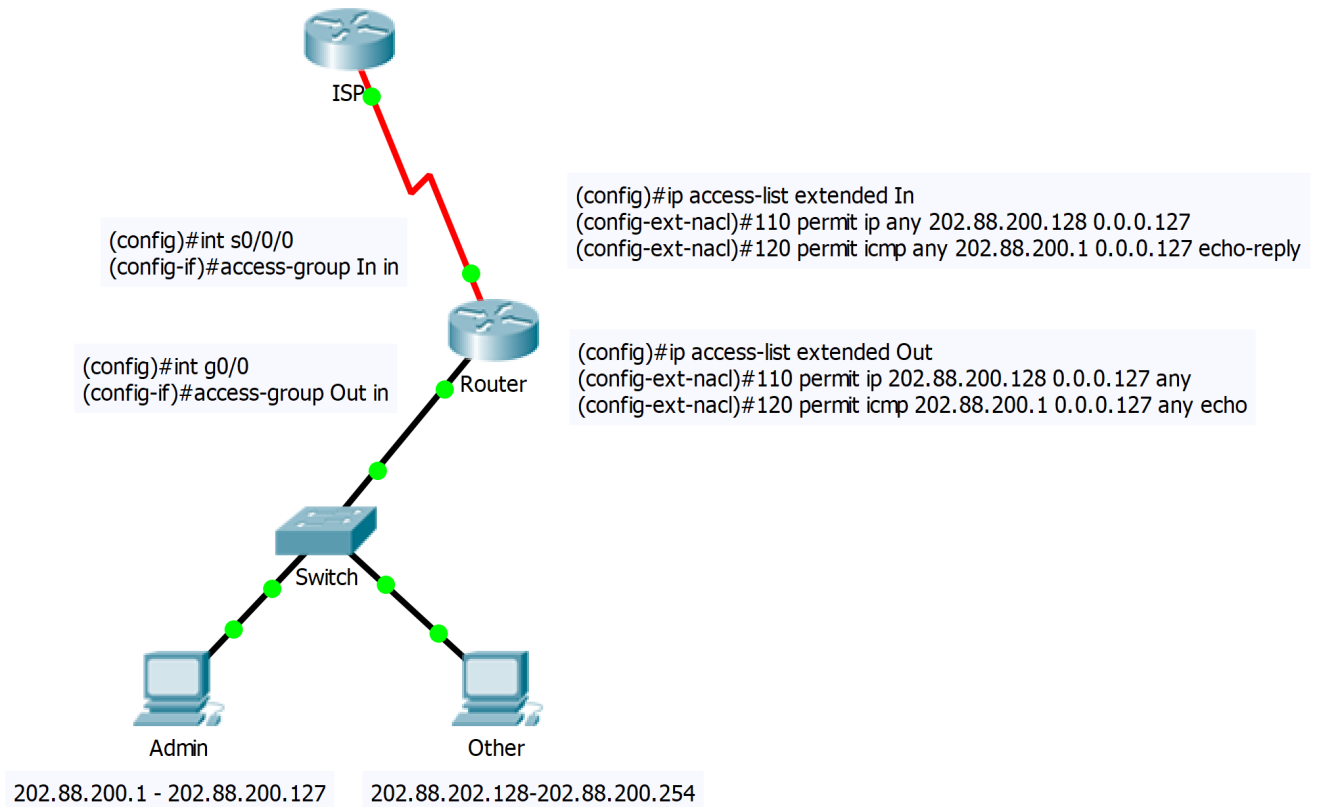 ISP
(config)#ip access-list extended In
(config-ext-nacl)#110 permit ip any 202.88.200.128 0.0.0.127
(config-ext-nacl)#120 permit icmp any 202.88.200.1 0.0.0.127 echo-reply
(config)#int s0/0/0
(config-if)#access-group In in
(config)#int g0/0
(config-if)#access-group Out in
Router
(config)#ip access-list extended Out
(config-ext-nacl)#110 permit ip 202.88.200.128 0.0.0.127 any
(config-ext-nacl)#120 permit icmp 202.88.200.1 0.0.0.127 any echo
Switch
Admin
Other
202.88.200.1 - 202.88.200.127
202.88.202.128-202.88.200.254